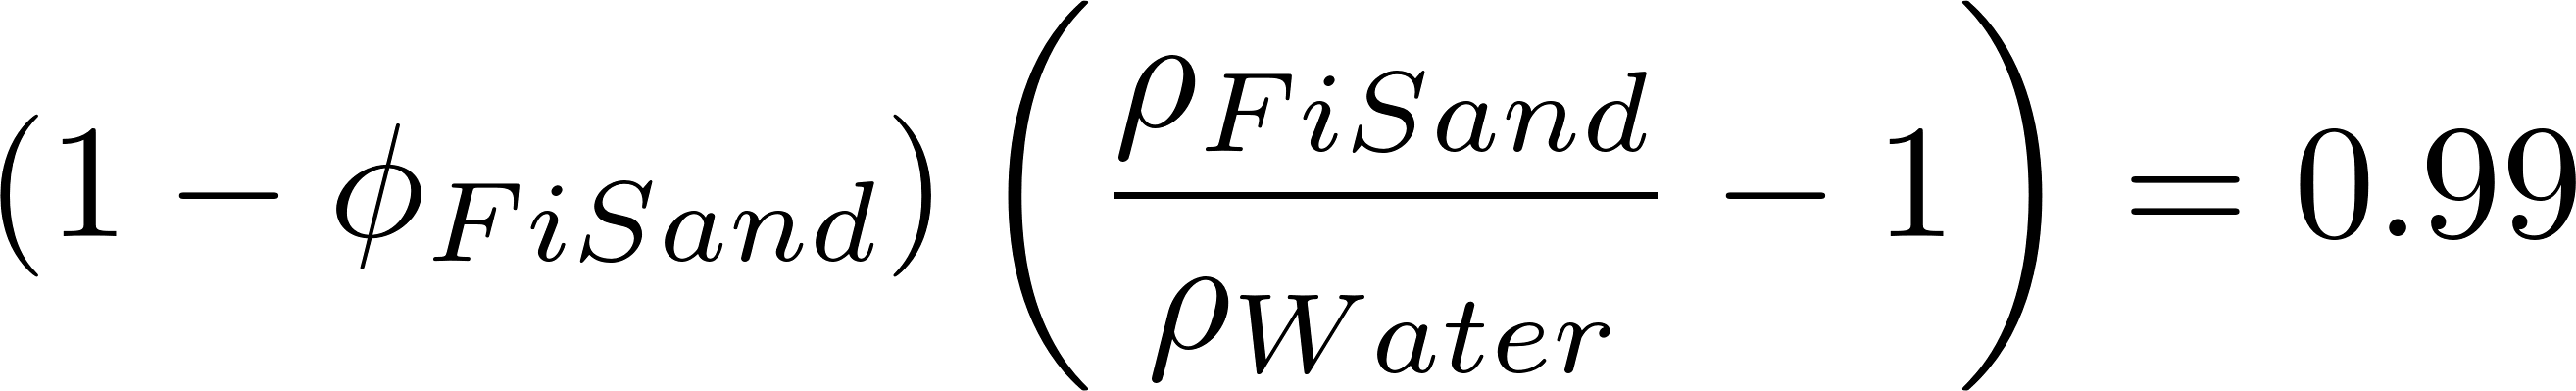 (1 − ϕ_{FiSand}) (ρ_{FiSand}/ρ_{Water} − 1) = 0.99